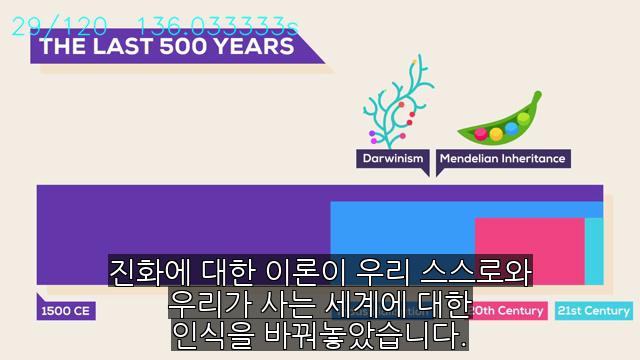 29/120 136.033333s
THE LAST 500 YEARS
Darwinism
Mendelian Inheritance
진화에 대한 이론이 우리 스스로와
우리가 사는 세계에 대한
인식을 바꿔놓았습니다.
1500 CE
20th Century
21st Century